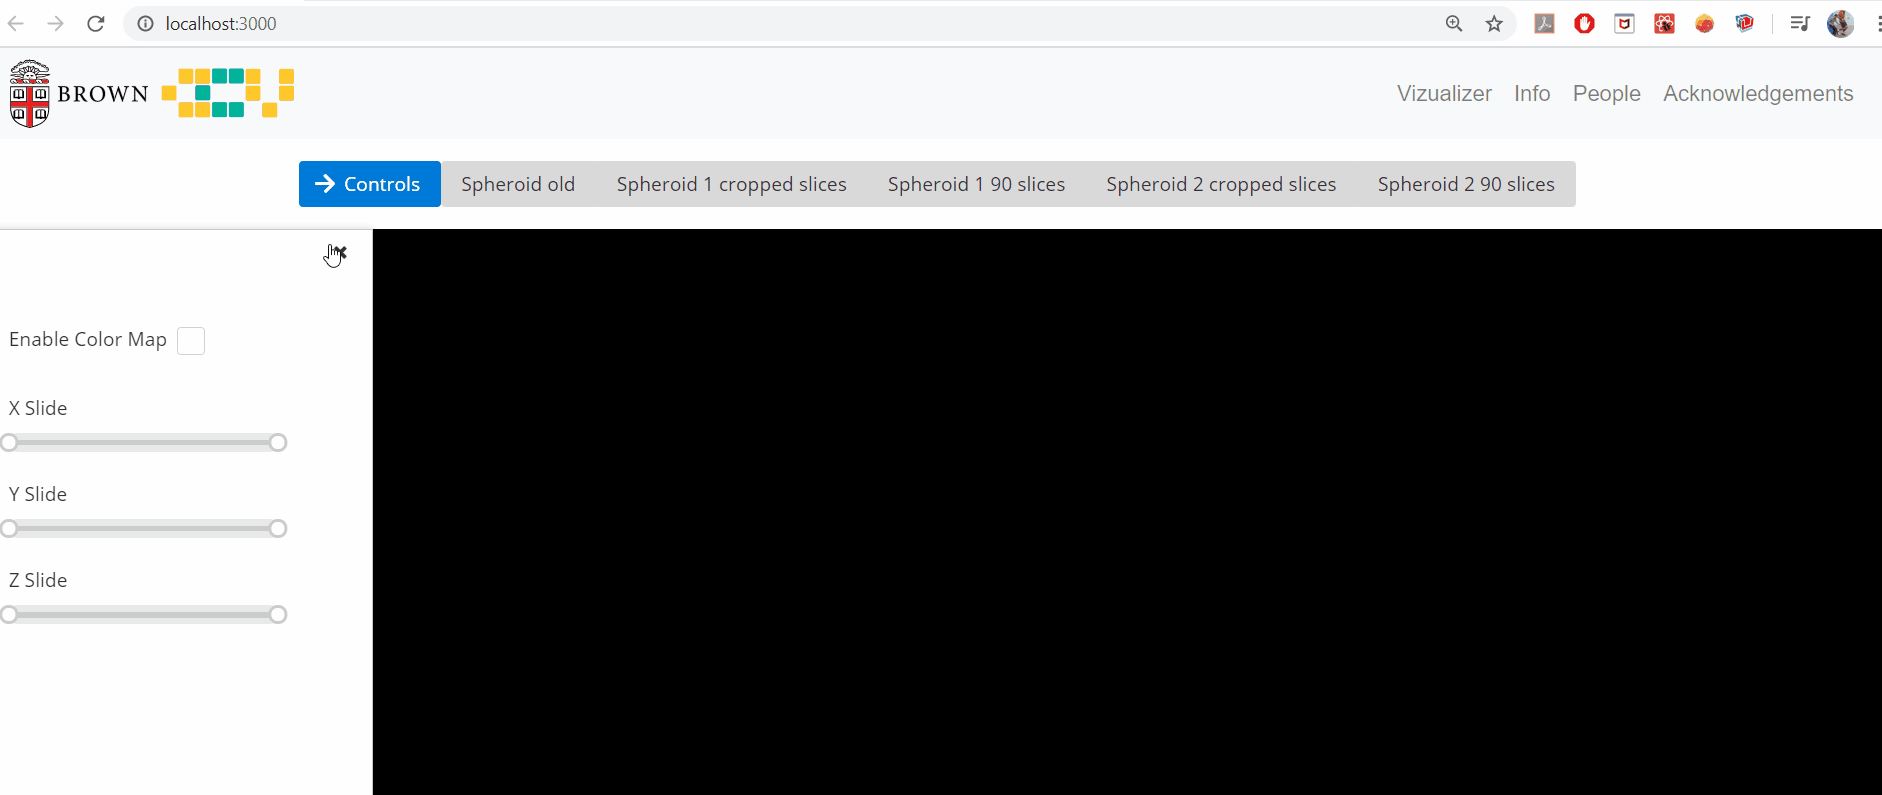 localhost:3000
BROWN
Vizualizer Info People Acknowledgements
Controls Spheroid old Spheroid 1 cropped slices Spheroid 1 90 slices Spheroid 2 cropped slices Spheroid 2 90 slices
Enable Color Map
X Slide
Y Slide
Z Slide